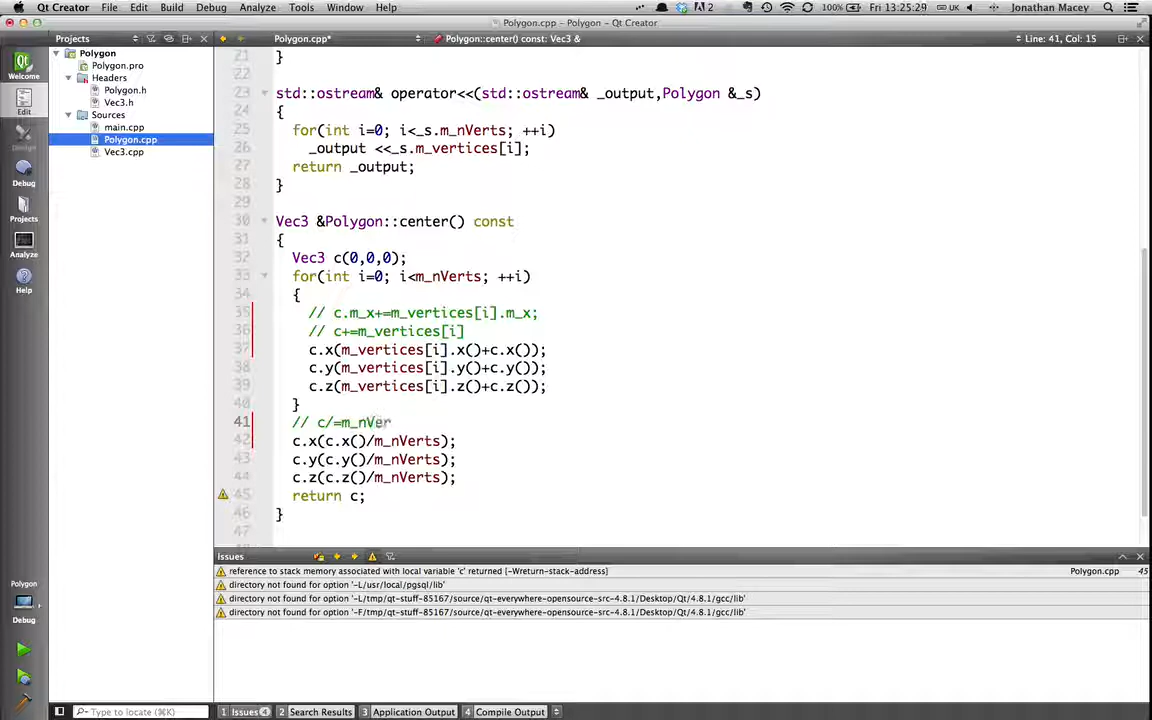 Qt Creator File Edit Build Debug Analyze Tools Window Help 2 100% Fri 13:25:29 Jonathan Macey
Polygon.cpp - Polygon - Qt Creator
Projects Polygon.cpp* Polygon::center() const: Vec3 & Line: 41, Col: 15
Welcome
Edit
Design
Debug
Projects
Analyze
Help
Polygon
Debug
Polygon
Polygon.pro
Headers
Polygon.h
Vec3.h
Sources
main.cpp
Polygon.cpp
Vec3.cpp
21 }
22
23 std::ostream& operator<<(std::ostream& _output,Polygon &_s)
24 {
25 for(int i=0; i<_s.m_nVerts; ++i)
26 _output <<_s.m_vertices[i];
27 return _output;
28 }
29
30 Vec3 &Polygon::center() const
31 {
32 Vec3 c(0,0,0);
33 for(int i=0; i<m_nVerts; ++i)
34 {
35 // c.m_x+=m_vertices[i].m_x;
36 // c+=m_vertices[i]
37 c.x(m_vertices[i].x()+c.x());
38 c.y(m_vertices[i].y()+c.y());
39 c.z(m_vertices[i].z()+c.z());
40 }
41 // c/=m_nVer
42 c.x(c.x()/m_nVerts);
43 c.y(c.y()/m_nVerts);
44 c.z(c.z()/m_nVerts);
45 return c;
46 }
47
Issues
reference to stack memory associated with local variable 'c' returned [-Wreturn-stack-address] Polygon.cpp 45
directory not found for option '-L/usr/local/pgsql/lib'
directory not found for option '-L/tmp/qt-stuff-85167/source/qt-everywhere-opensource-src-4.8.1/Desktop/Qt/4.8.1/gcc/lib'
directory not found for option '-F/tmp/qt-stuff-85167/source/qt-everywhere-opensource-src-4.8.1/Desktop/Qt/4.8.1/gcc/lib'
Type to locate (⌘K) 1 Issues 4 2 Search Results 3 Application Output 4 Compile Output